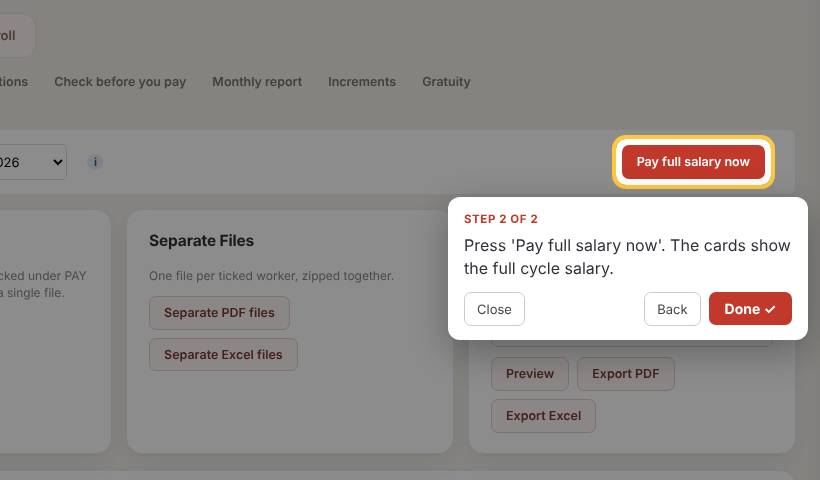 oll
tions
Check before you pay
Monthly report
Increments
Gratuity
026
i
Pay full salary now
STEP 2 OF 2
Press 'Pay full salary now'. The cards show
the full cycle salary.
Close
Back
Done ✓
cked under PAY
a single file.
Separate Files
One file per ticked worker, zipped together.
Separate PDF files
Separate Excel files
Preview
Export PDF
Export Excel